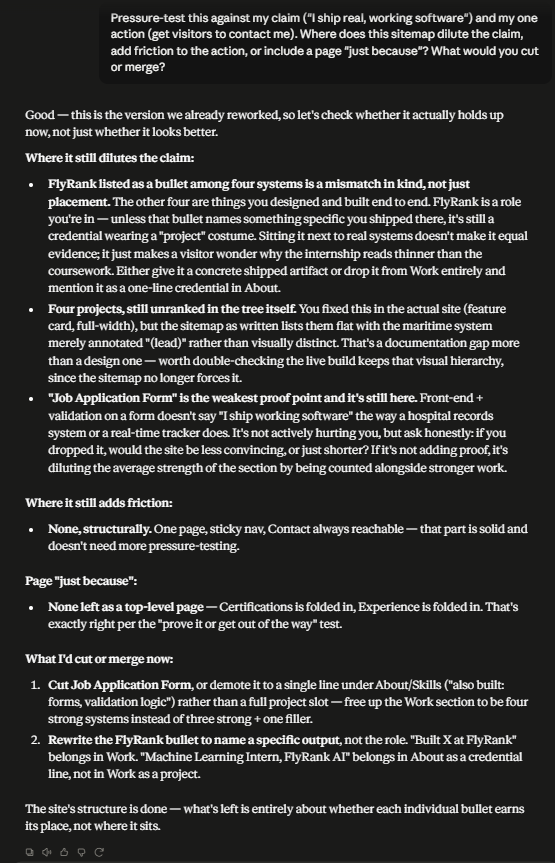 Pressure-test this against my claim ("I ship real, working software") and my one
action (get visitors to contact me). Where does this sitemap dilute the claim,
add friction to the action, or include a page "just because"? What would you cut
or merge?
Good — this is the version we already reworked, so let's check whether it actually holds up
now, not just whether it looks better.
Where it still dilutes the claim:
• FlyRank listed as a bullet among four systems is a mismatch in kind, not just
placement. The other four are things you designed and built end to end. FlyRank is a role
you're in — unless that bullet names something specific you shipped there, it's still a
credential wearing a "project" costume. Sitting it next to real systems doesn't make it equal
evidence; it just makes a visitor wonder why the internship reads thinner than the
coursework. Either give it a concrete shipped artifact or drop it from Work entirely and
mention it as a one-line credential in About.
• Four projects, still unranked in the tree itself. You fixed this in the actual site (feature
card, full-width), but the sitemap as written lists them flat with the maritime system
merely annotated "(lead)" rather than visually distinct. That's a documentation gap more
than a design one — worth double-checking the live build keeps that visual hierarchy,
since the sitemap no longer forces it.
• "Job Application Form" is the weakest proof point and it's still here. Front-end +
validation on a form doesn't say "I ship working software" the way a hospital records
system or a real-time tracker does. It's not actively hurting you, but ask honestly: if you
dropped it, would the site be less convincing, or just shorter? If it's not adding proof, it's
diluting the average strength of the section by being counted alongside stronger work.
Where it still adds friction:
• None, structurally. One page, sticky nav, Contact always reachable — that part is solid and
doesn't need more pressure-testing.
Page "just because":
• None left as a top-level page — Certifications is folded in, Experience is folded in. That's
exactly right per the "prove it or get out of the way" test.
What I'd cut or merge now:
1. Cut Job Application Form, or demote it to a single line under About/Skills ("also built:
forms, validation logic") rather than a full project slot — free up the Work section to be four
strong systems instead of three strong + one filler.
2. Rewrite the FlyRank bullet to name a specific output, not the role. "Built X at FlyRank"
belongs in Work. "Machine Learning Intern, FlyRank AI" belongs in About as a credential
line, not in Work as a project.
The site's structure is done — what's left is entirely about whether each individual bullet earns
its place, not where it sits.